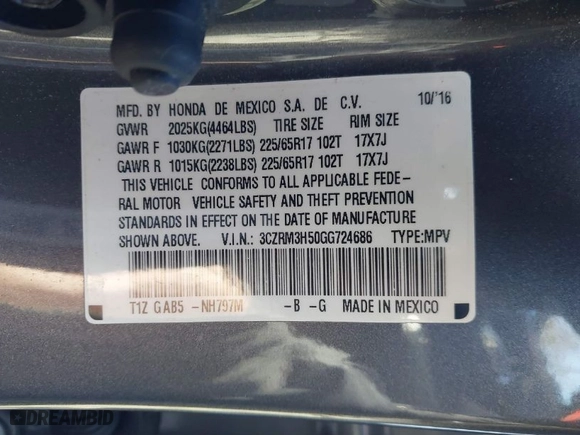 MFD. BY HONDA DE MEXICO S.A. DE C.V. 10/'16
GVWR 2025KG(4464LBS) TIRE SIZE RIM SIZE
GAWR F 1030KG(2271LBS) 225/65R17 102T 17X7J
GAWR R 1015KG(2238LBS) 225/65R17 102T 17X7J
THIS VEHICLE CONFORMS TO ALL APPLICABLE FEDE-
RAL MOTOR VEHICLE SAFETY AND THEFT PREVENTION
STANDARDS IN EFFECT ON THE DATE OF MANUFACTURE
SHOWN ABOVE. V.I.N.: 3CZRM3H50GG724686 TYPE:MPV
T1Z GAB5 -NH797M -B -G MADE IN MEXICO
DREAMBID